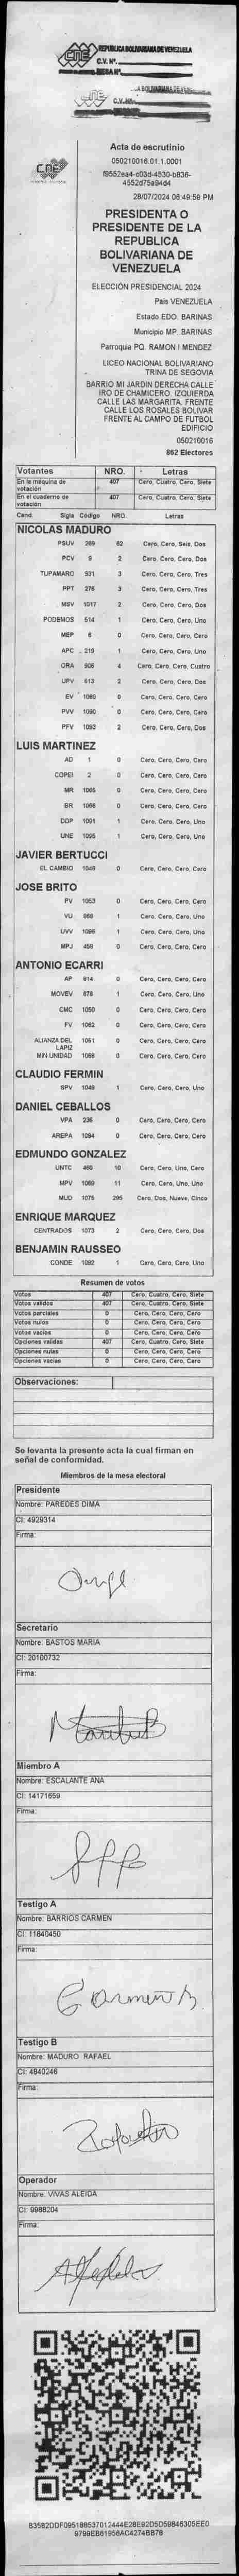 CNE
REPUBLICA BOLIVARIANA DE VENEZUELA
C.V. Nº.
MESA Nº.
CNE
C.V. Nº.
CNE
Acta de escrutinio
050210016.01.1.0001
f9552ea4-c03d-4530-b836-
4552d75a94d4
28/07/2024 06:49:59 PM
PRESIDENTA O
PRESIDENTE DE LA
REPUBLICA
BOLIVARIANA DE
VENEZUELA
ELECCIÓN PRESIDENCIAL 2024
País VENEZUELA
Estado EDO. BARINAS
Municipio MP. BARINAS
Parroquia PQ. RAMON I MENDEZ
LICEO NACIONAL BOLIVARIANO
TRINA DE SEGOVIA
BARRIO MI JARDIN DERECHA CALLE
IRO DE CHAMICERO. IZQUIERDA
CALLE LAS MARGARITA. FRENTE
CALLE LOS ROSALES BOLIVAR
FRENTE AL CAMPO DE FUTBOL
EDIFICIO
050210016
862 Electores
Votantes NRO. Letras
En la máquina de votación 407 Cero, Cuatro, Cero, Siete
En el cuaderno de votación 407 Cero, Cuatro, Cero, Siete
Cand. Sigla Código NRO. Letras
NICOLAS MADURO
PSUV 269 62 Cero, Cero, Seis, Dos
PCV 9 2 Cero, Cero, Cero, Dos
TUPAMARO 531 3 Cero, Cero, Cero, Tres
PPT 276 3 Cero, Cero, Cero, Tres
MSV 1017 2 Cero, Cero, Cero, Dos
PODEMOS 514 1 Cero, Cero, Cero, Uno
MEP 6 0 Cero, Cero, Cero, Cero
APC 219 1 Cero, Cero, Cero, Uno
ORA 906 4 Cero, Cero, Cero, Cuatro
UPV 613 2 Cero, Cero, Cero, Dos
EV 1089 0 Cero, Cero, Cero, Cero
PVV 1090 0 Cero, Cero, Cero, Cero
PFV 1093 2 Cero, Cero, Cero, Dos
LUIS MARTINEZ
AD 1 0 Cero, Cero, Cero, Cero
COPEI 2 0 Cero, Cero, Cero, Cero
MR 1065 0 Cero, Cero, Cero, Cero
BR 1066 0 Cero, Cero, Cero, Cero
DDP 1091 1 Cero, Cero, Cero, Uno
UNE 1095 1 Cero, Cero, Cero, Uno
JAVIER BERTUCCI
EL CAMBIO 1048 0 Cero, Cero, Cero, Cero
JOSE BRITO
PV 1053 0 Cero, Cero, Cero, Cero
VU 969 1 Cero, Cero, Cero, Uno
UVV 1096 1 Cero, Cero, Cero, Uno
MPJ 458 0 Cero, Cero, Cero, Cero
ANTONIO ECARRI
AP 914 0 Cero, Cero, Cero, Cero
MOVEV 979 1 Cero, Cero, Cero, Uno
CMC 1050 0 Cero, Cero, Cero, Cero
FV 1062 0 Cero, Cero, Cero, Cero
ALIANZA DEL LAPIZ 1061 0 Cero, Cero, Cero, Cero
MIN UNIDAD 1068 0 Cero, Cero, Cero, Cero
CLAUDIO FERMIN
SPV 1049 1 Cero, Cero, Cero, Uno
DANIEL CEBALLOS
VPA 236 0 Cero, Cero, Cero, Cero
AREPA 1094 0 Cero, Cero, Cero, Cero
EDMUNDO GONZALEZ
UNTC 460 10 Cero, Cero, Uno, Cero
MPV 1069 11 Cero, Cero, Uno, Uno
MUD 1075 295 Cero, Dos, Nueve, Cinco
ENRIQUE MARQUEZ
CENTRADOS 1073 2 Cero, Cero, Cero, Dos
BENJAMIN RAUSSEO
CONDE 1092 1 Cero, Cero, Cero, Uno
Resumen de votos
Votos 407 Cero, Cuatro, Cero, Siete
Votos validos 407 Cero, Cuatro, Cero, Siete
Votos parciales 0 Cero, Cero, Cero, Cero
Votos nulos 0 Cero, Cero, Cero, Cero
Votos vacios 0 Cero, Cero, Cero, Cero
Opciones validas 407 Cero, Cuatro, Cero, Siete
Opciones nulas 0 Cero, Cero, Cero, Cero
Opciones vacias 0 Cero, Cero, Cero, Cero
Observaciones:
Se levanta la presente acta la cual firman en
señal de conformidad.
Miembros de la mesa electoral
Presidente
Nombre: PAREDES DIMA
CI: 4929314
Firma:
Secretario
Nombre: BASTOS MARIA
CI: 20100732
Firma:
Miembro A
Nombre: ESCALANTE ANA
CI: 14171659
Firma:
Testigo A
Nombre: BARRIOS CARMEN
CI: 11840450
Firma:
Carmen B
Testigo B
Nombre: MADURO RAFAEL
CI: 4840246
Firma:
Operador
Nombre: VIVAS ALEIDA
CI: 9988204
Firma:
83582DDF095188537012444E28E92D5D59846305EE0
9799EB81956AC4274BB78